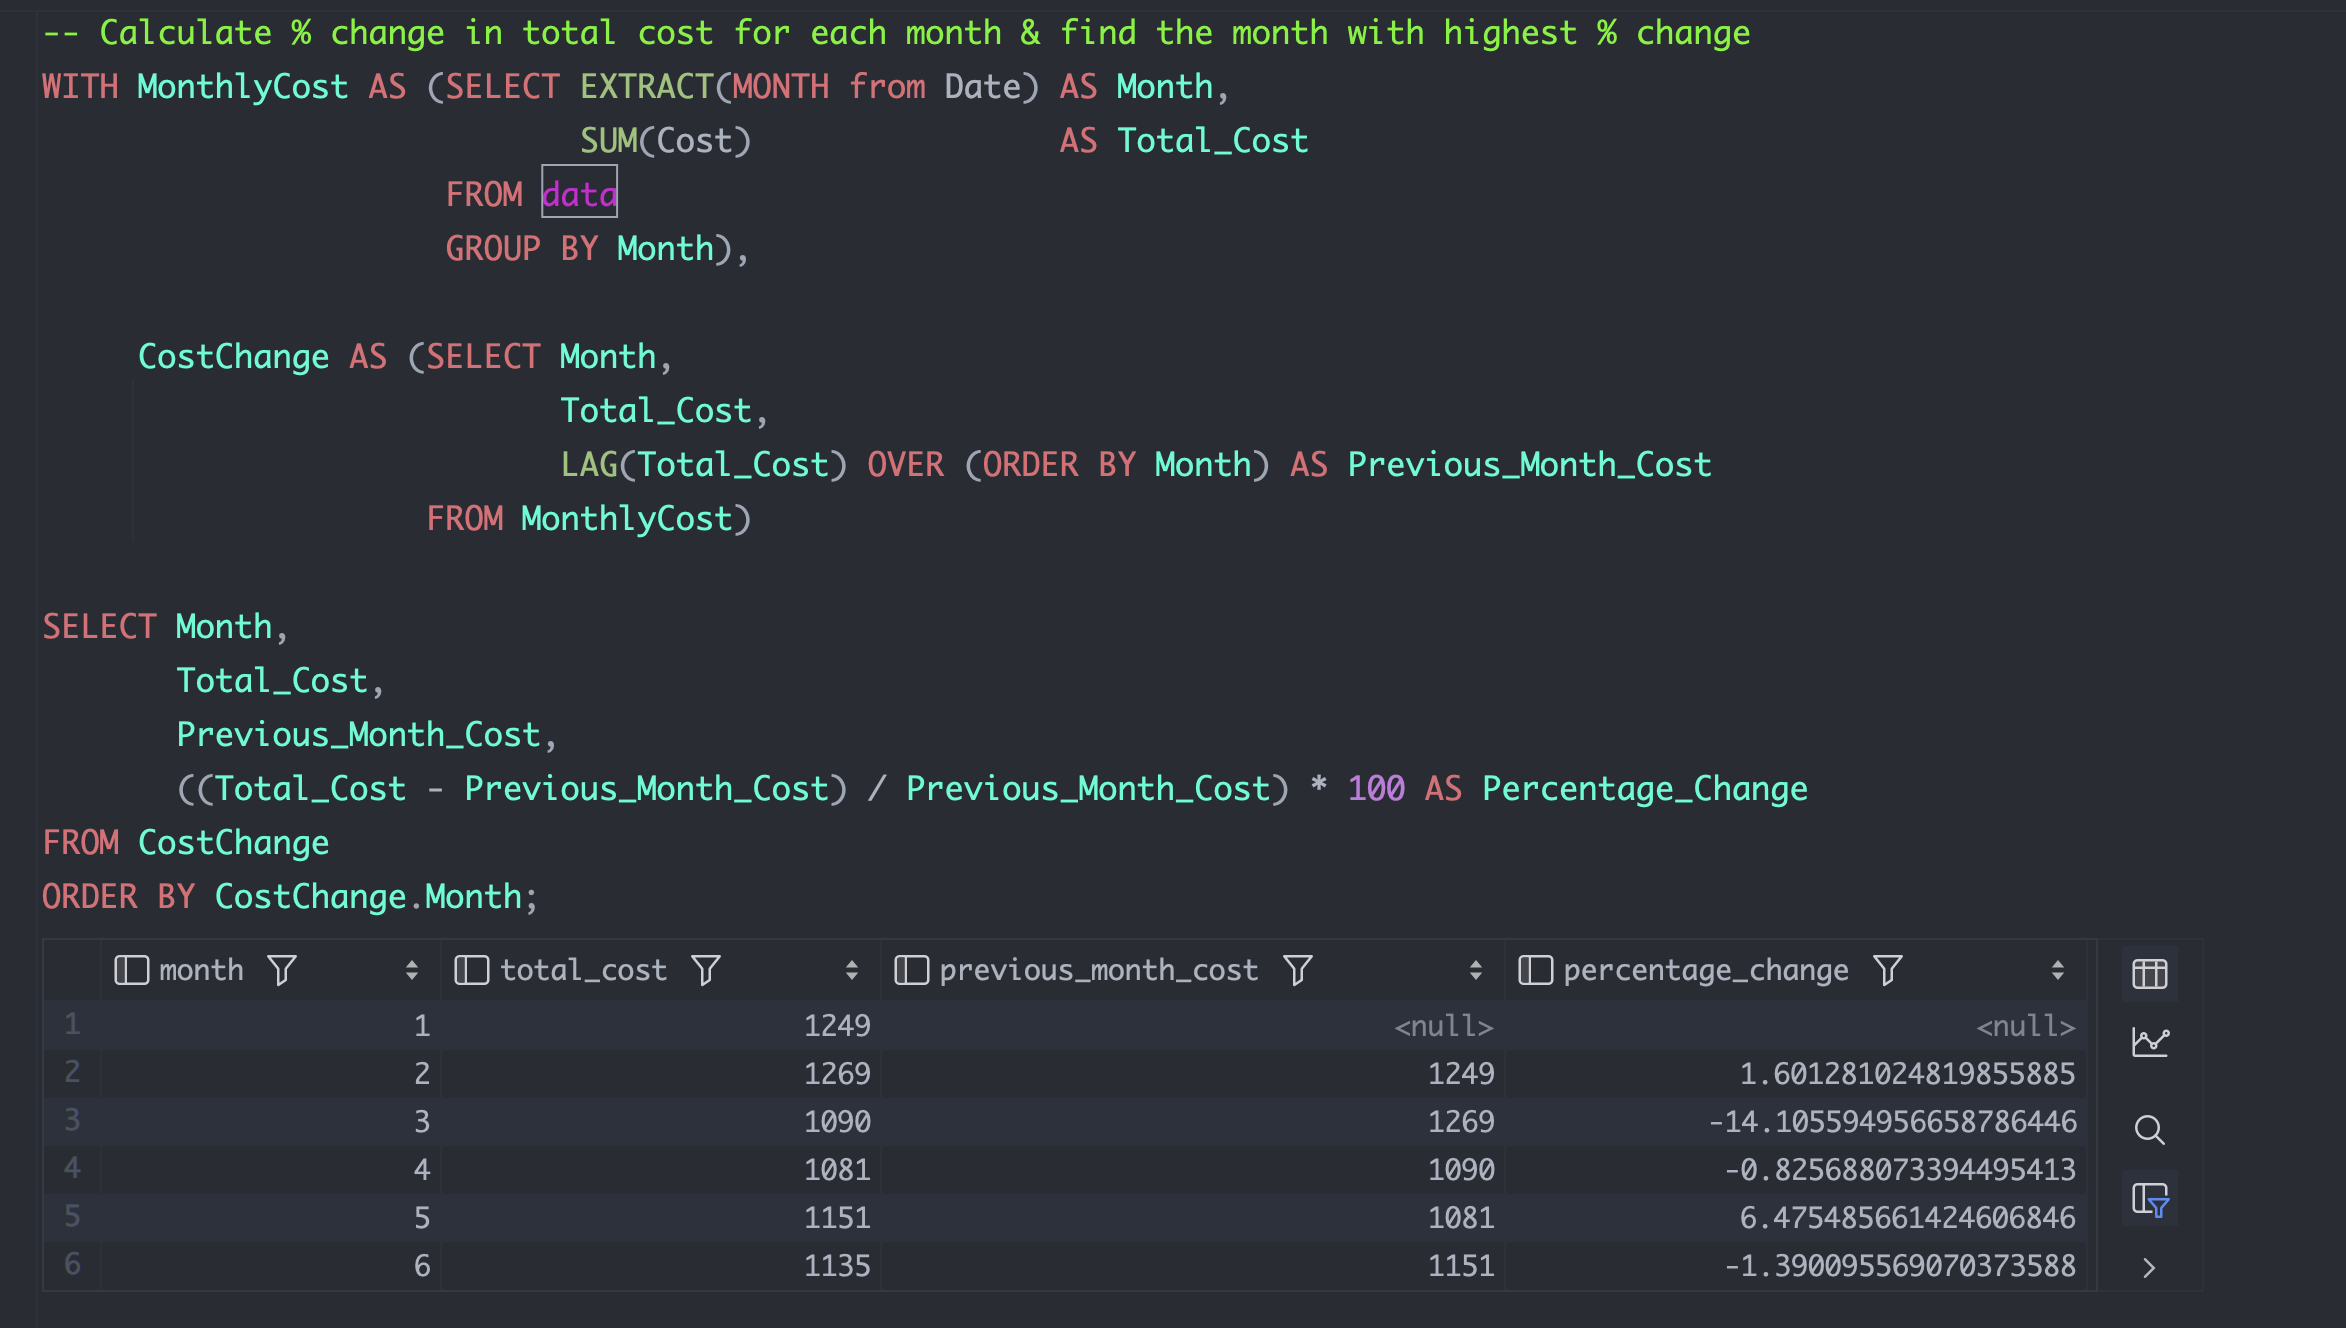 -- Calculate % change in total cost for each month & find the month with highest % change
WITH MonthlyCost AS (SELECT EXTRACT(MONTH from Date) AS Month,
SUM(Cost) AS Total_Cost
FROM data
GROUP BY Month),
CostChange AS (SELECT Month,
Total_Cost,
LAG(Total_Cost) OVER (ORDER BY Month) AS Previous_Month_Cost
FROM MonthlyCost)
SELECT Month,
Total_Cost,
Previous_Month_Cost,
((Total_Cost - Previous_Month_Cost) / Previous_Month_Cost) * 100 AS Percentage_Change
FROM CostChange
ORDER BY CostChange.Month;
month total_cost previous_month_cost percentage_change
1 1 1249 <null> <null>
2 2 1269 1249 1.601281024819855885
3 3 1090 1269 -14.105594956658786446
4 4 1081 1090 -0.825688073394495413
5 5 1151 1081 6.475485661424606846
6 6 1135 1151 -1.390095569070373588